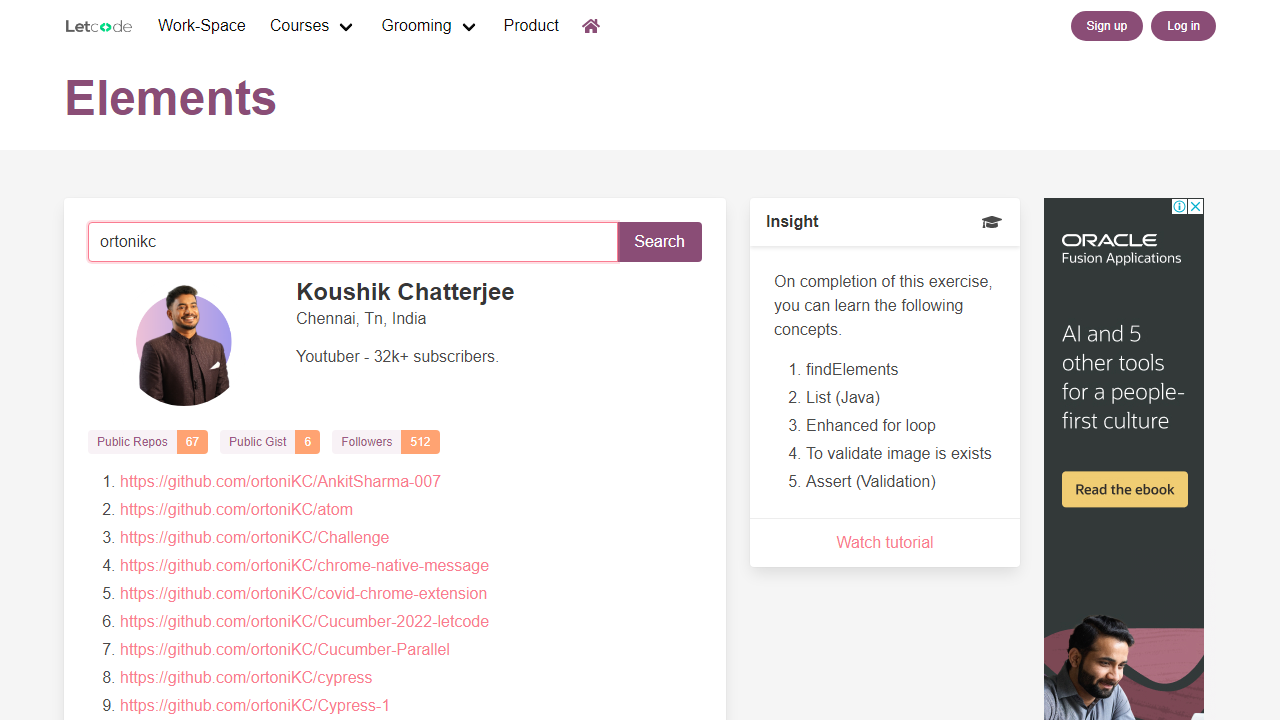 Letcode
Work-Space
Courses
Grooming
Product
Sign up
Log in
Elements
ortonikc
Search
Koushik Chatterjee
Chennai, Tn, India
Youtuber - 32k+ subscribers.
Public Repos 67
Public Gist 6
Followers 512
1. https://github.com/ortoniKC/AnkitSharma-007
2. https://github.com/ortoniKC/atom
3. https://github.com/ortoniKC/Challenge
4. https://github.com/ortoniKC/chrome-native-message
5. https://github.com/ortoniKC/covid-chrome-extension
6. https://github.com/ortoniKC/Cucumber-2022-letcode
7. https://github.com/ortoniKC/Cucumber-Parallel
8. https://github.com/ortoniKC/cypress
9. https://github.com/ortoniKC/Cypress-1
Insight
On completion of this exercise,
you can learn the following
concepts.
1. findElements
2. List (Java)
3. Enhanced for loop
4. To validate image is exists
5. Assert (Validation)
Watch tutorial
ORACLE
Fusion Applications
AI and 5
other tools
for a people-
first culture
Read the ebook